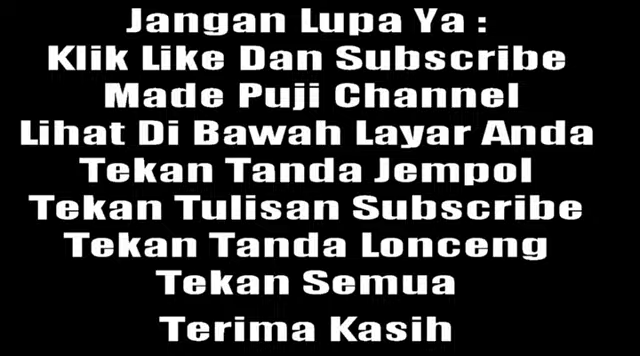 Jangan Lupa Ya :
Klik Like Dan Subscribe
Made Puji Channel
Lihat Di Bawah Layar Anda
Tekan Tanda Jempol
Tekan Tulisan Subscribe
Tekan Tanda Lonceng
Tekan Semua
Terima Kasih